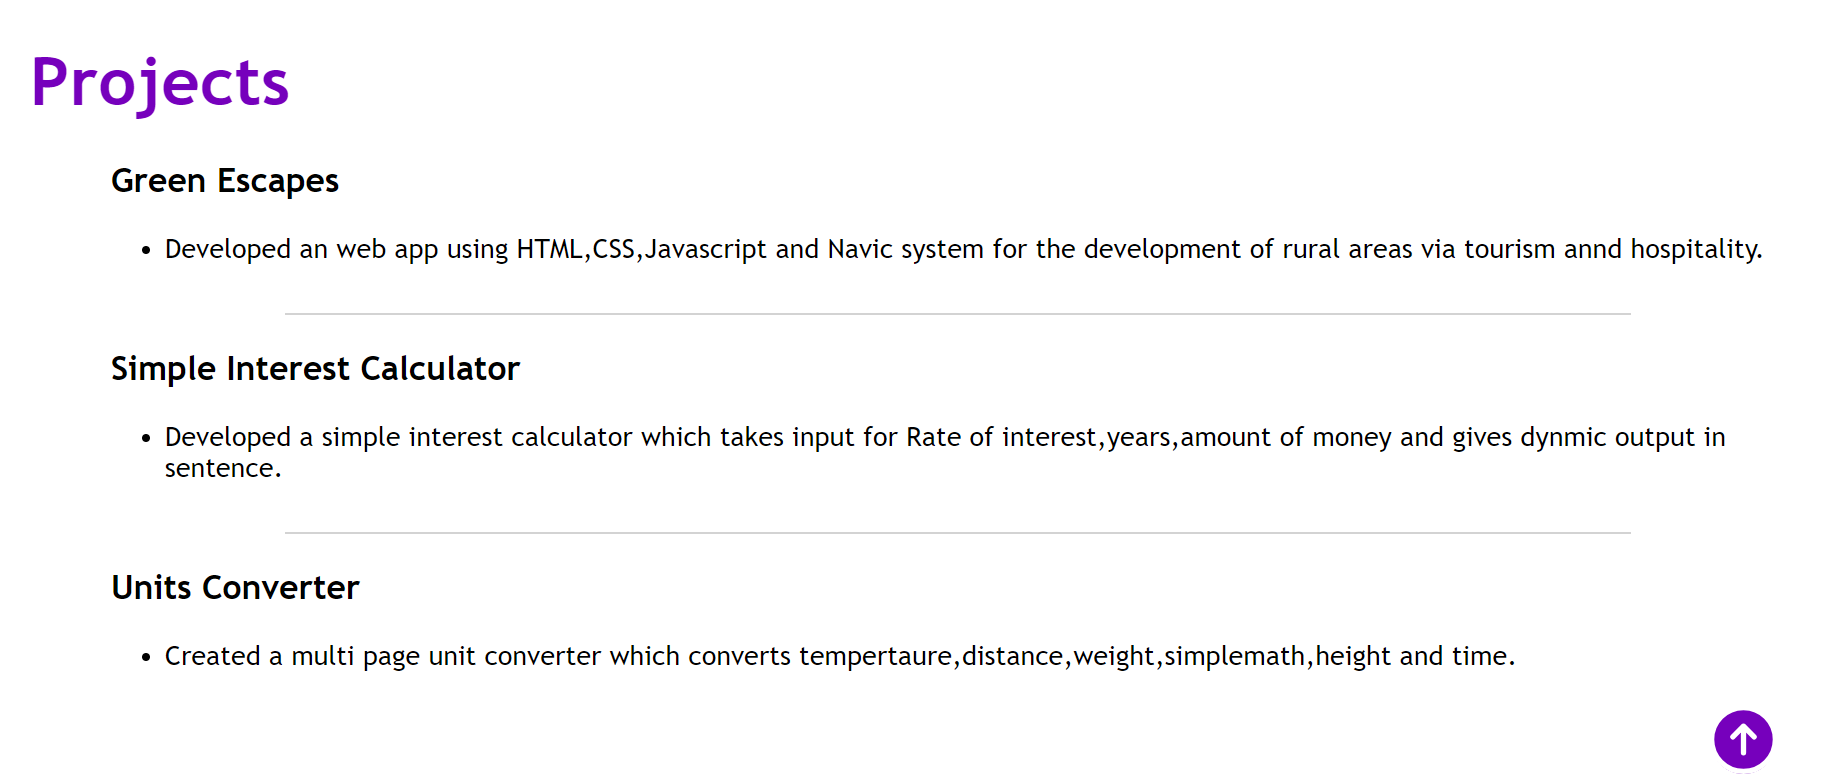 Projects
Green Escapes
• Developed an web app using HTML,CSS,Javascript and Navic system for the development of rural areas via tourism annd hospitality.
Simple Interest Calculator
• Developed a simple interest calculator which takes input for Rate of interest,years,amount of money and gives dynmic output in
sentence.
Units Converter
• Created a multi page unit converter which converts tempertaure,distance,weight,simplemath,height and time.